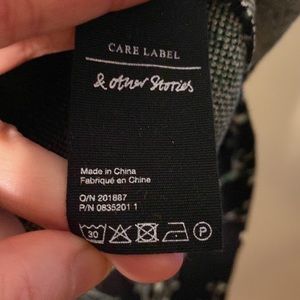 CARE LABEL
& other Stories
Made in China
Fabriqué en Chine
O/N 201887
P/N 0835201 1
30
P